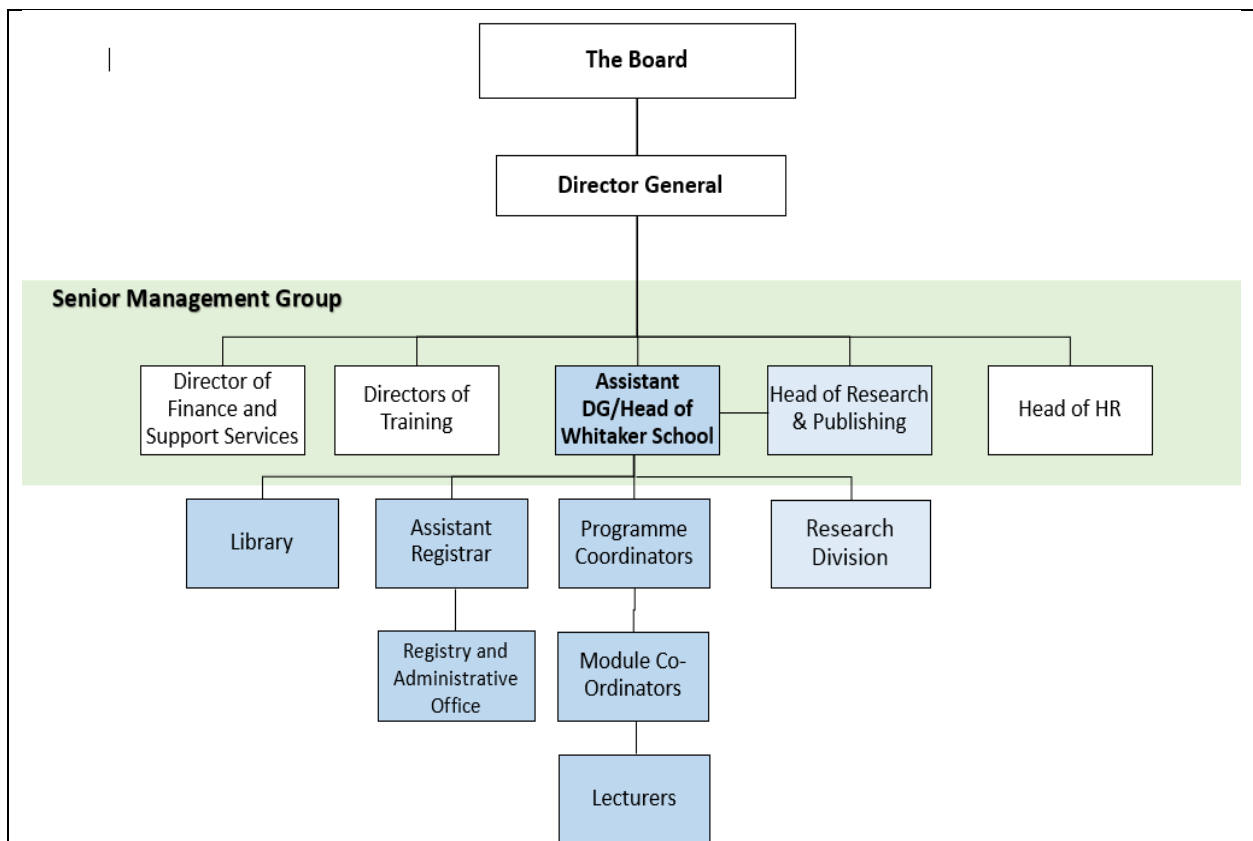 The Board
Director General
Senior Management Group
Director of
Finance and
Support Services
Directors of
Training
Assistant
DG/Head of
Whitaker School
Head of Research
& Publishing
Head of HR
Library
Assistant
Registrar
Programme
Coordinators
Research
Division
Registry and
Administrative
Office
Module Co-
Ordinators
Lecturers